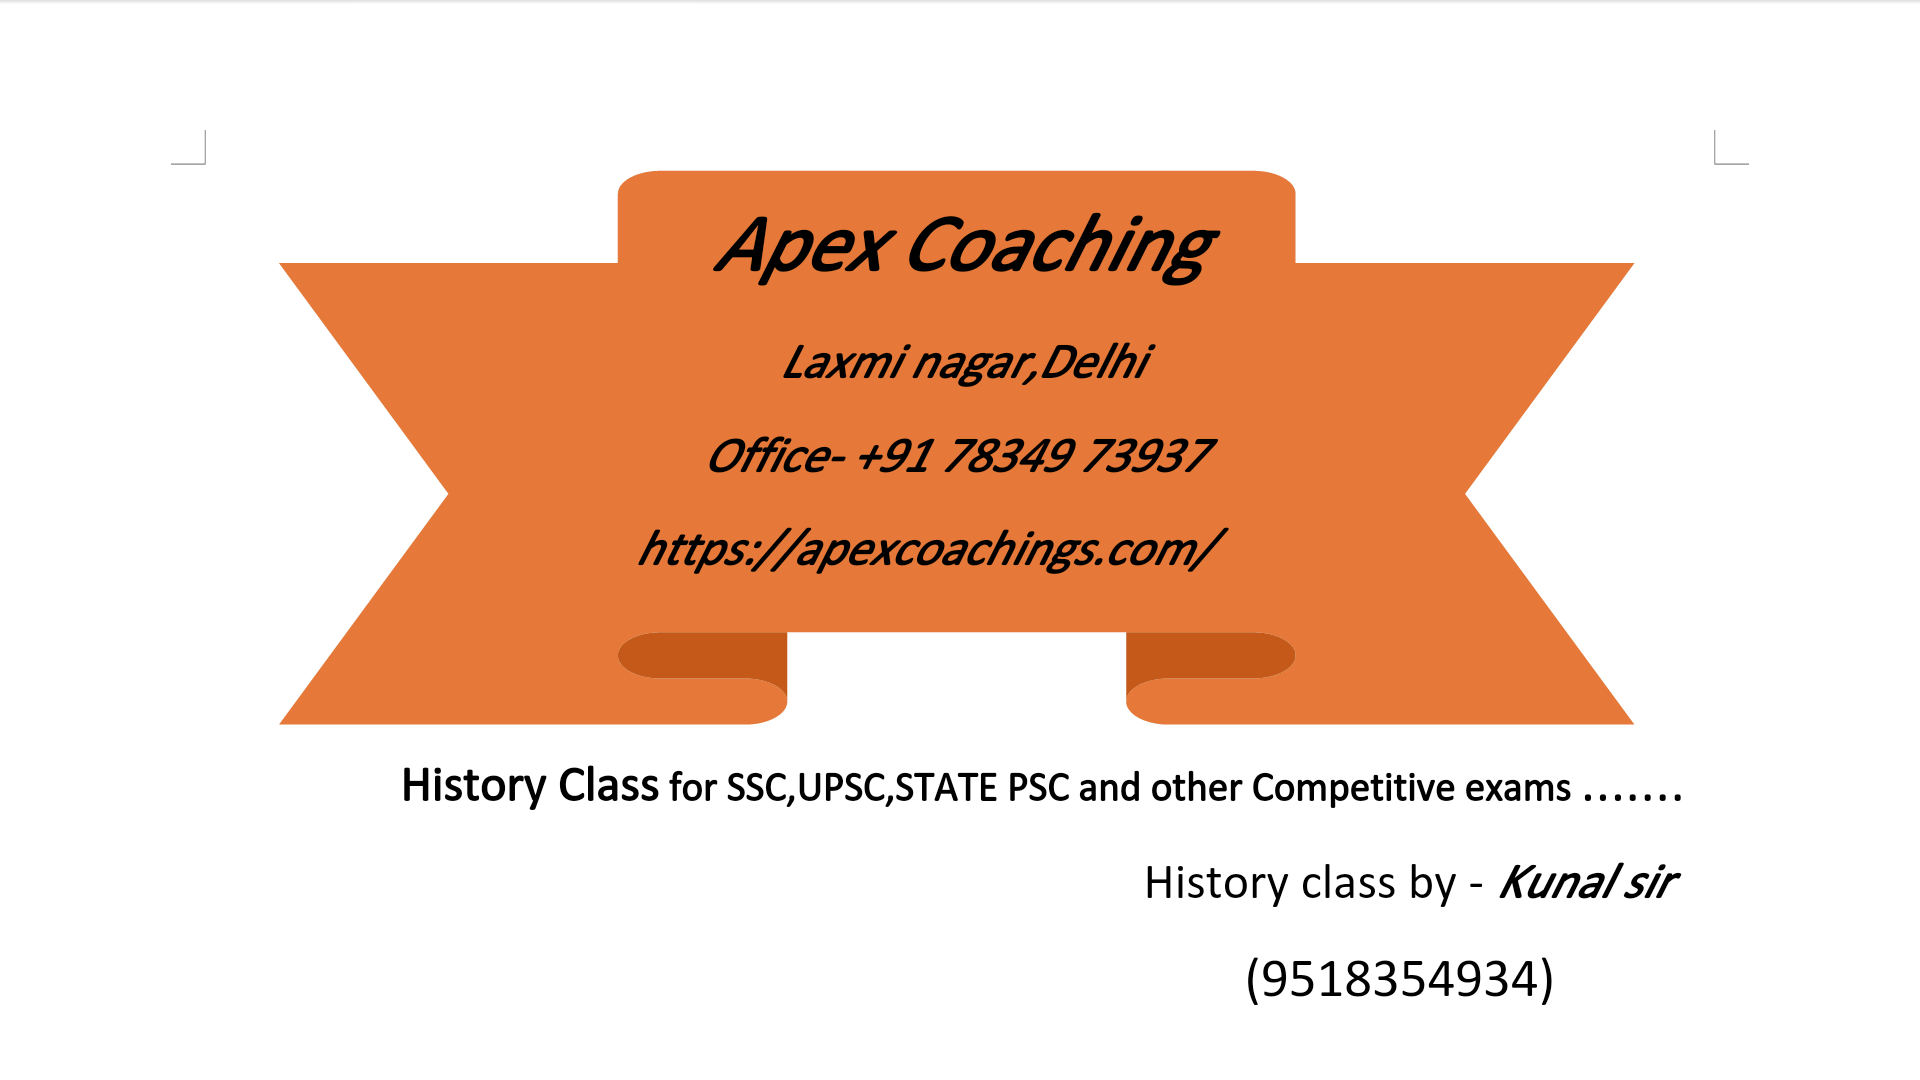 Apex Coaching
Laxmi nagar,Delhi
Office- +91 78349 73937
https://apexcoachings.com/
History Class for SSC,UPSC,STATE PSC and other Competitive exams .......
History class by - Kunal sir
(9518354934)